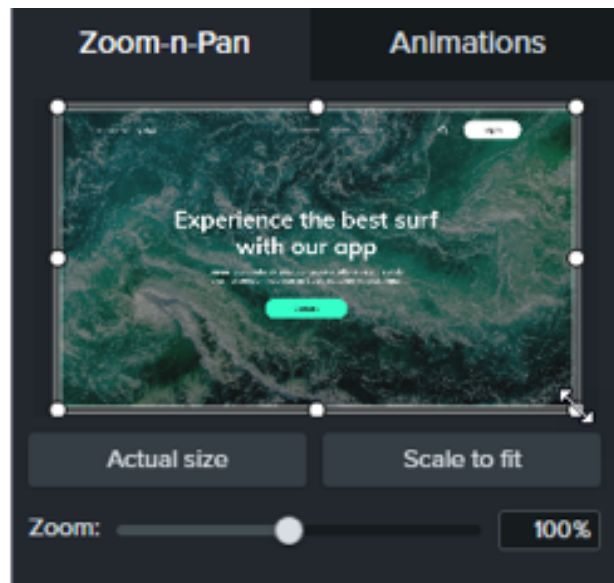 Zoom-n-Pan
Animations
Experience the best surf
with our app
Actual size
Scale to fit
Zoom:
100%